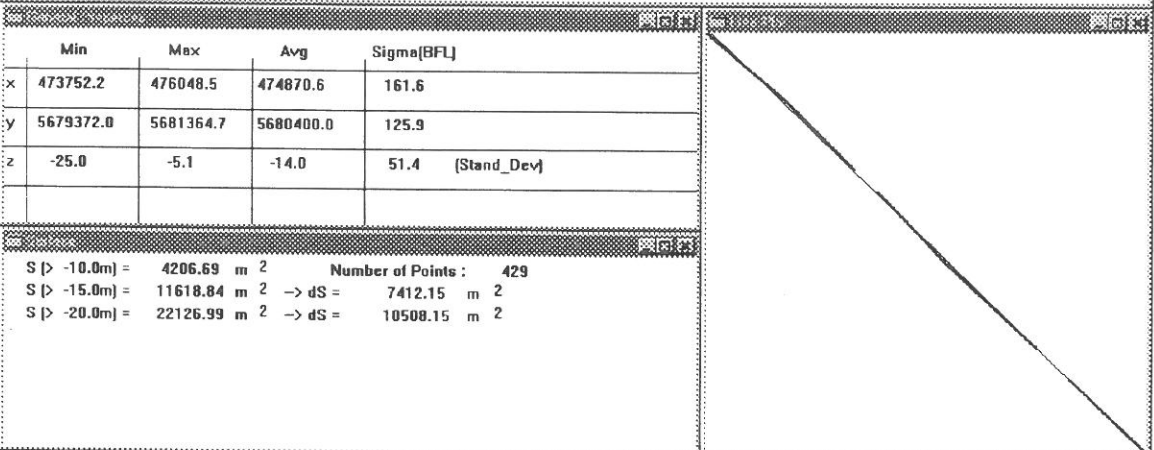 Min Max Avg Sigma(BFL)
x 473752.2 476048.5 474870.6 161.6
y 5679372.0 5681364.7 5680400.0 125.9
z -25.0 -5.1 -14.0 51.4 (Stand_Dev)
S (> -10.0m) = 4206.69 m 2 Number of Points : 429
S (> -15.0m) = 11618.84 m 2 -> dS = 7412.15 m 2
S (> -20.0m) = 22126.99 m 2 -> dS = 10508.15 m 2